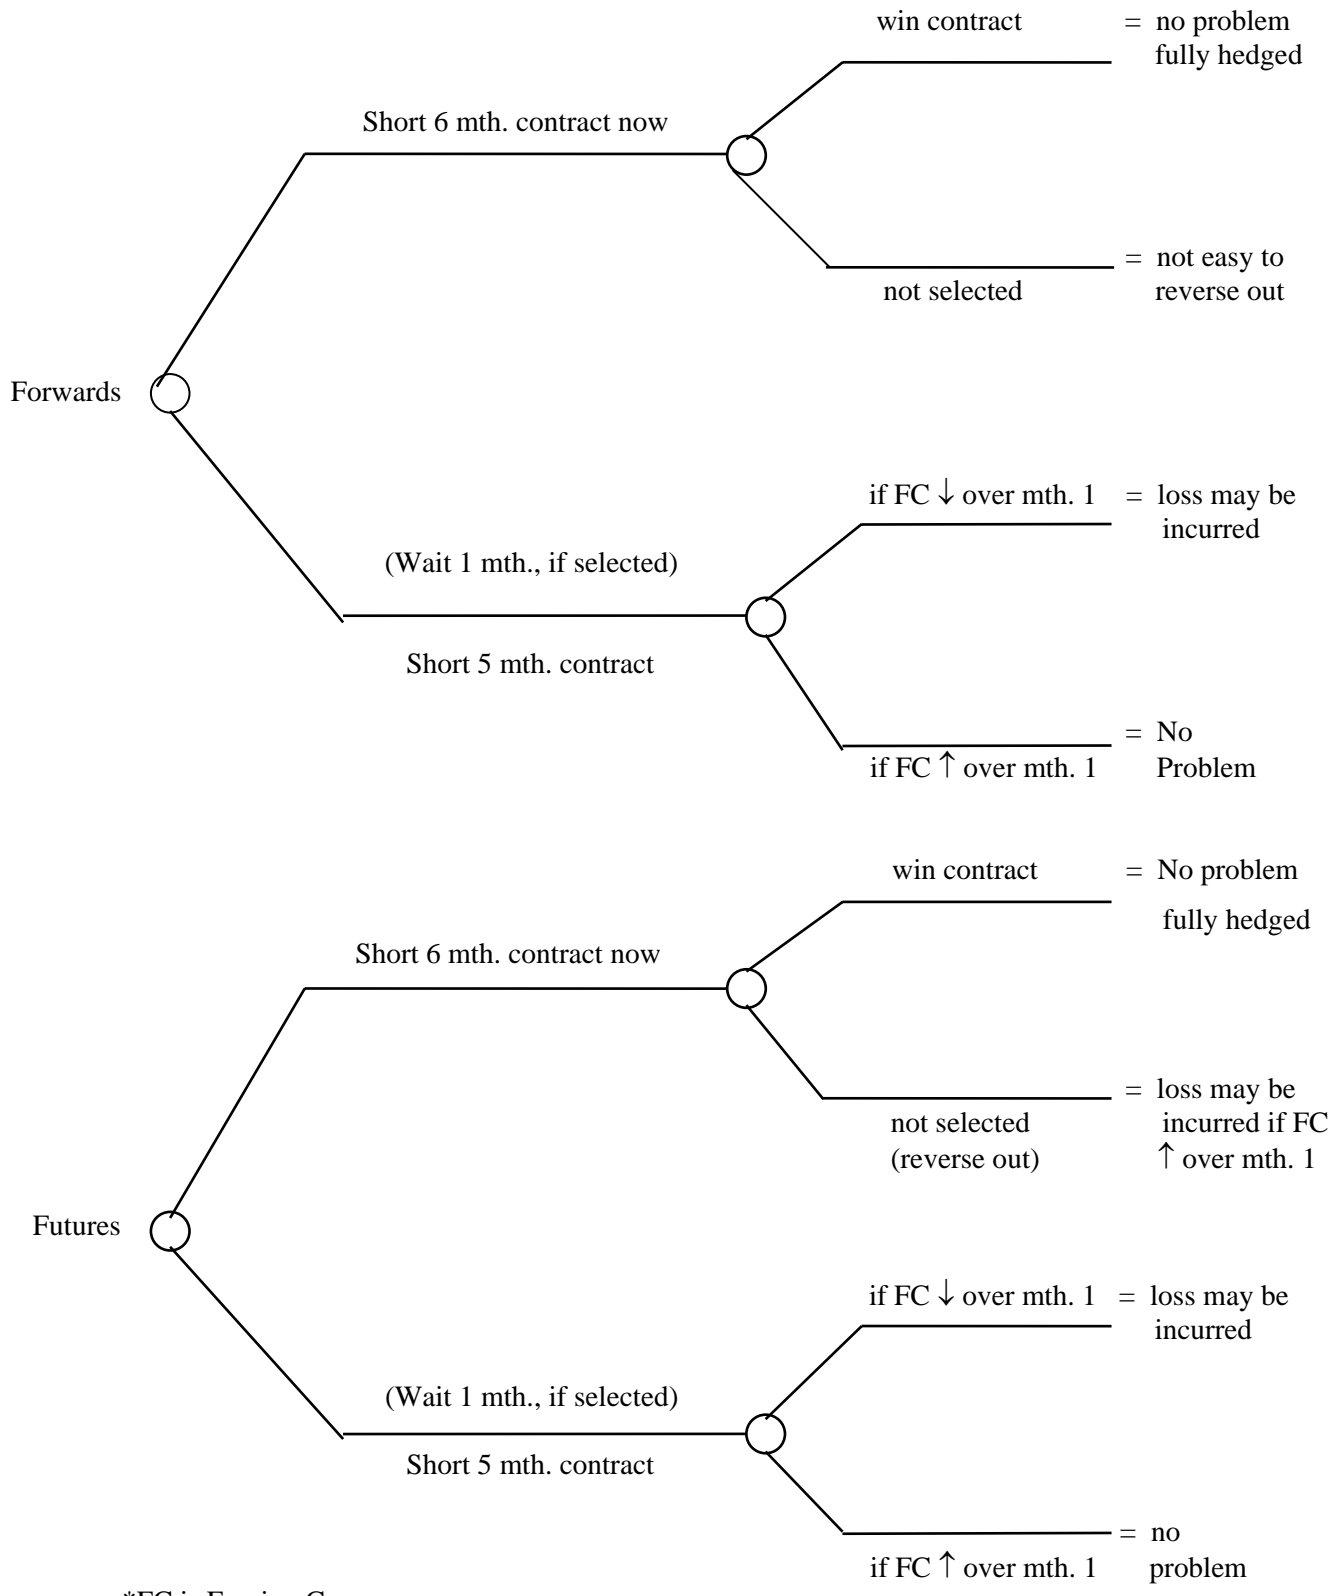 win contract = no problem
fully hedged
Short 6 mth. contract now
= not easy to
not selected reverse out
Forwards
if FC ↓ over mth. 1 = loss may be
incurred
(Wait 1 mth., if selected)
Short 5 mth. contract
= No
if FC ↑ over mth. 1 Problem
win contract = No problem
fully hedged
Short 6 mth. contract now
= loss may be
not selected incurred if FC
(reverse out) ↑ over mth. 1
Futures
if FC ↓ over mth. 1 = loss may be
incurred
(Wait 1 mth., if selected)
Short 5 mth. contract
= no
if FC ↑ over mth. 1 problem
*FC is